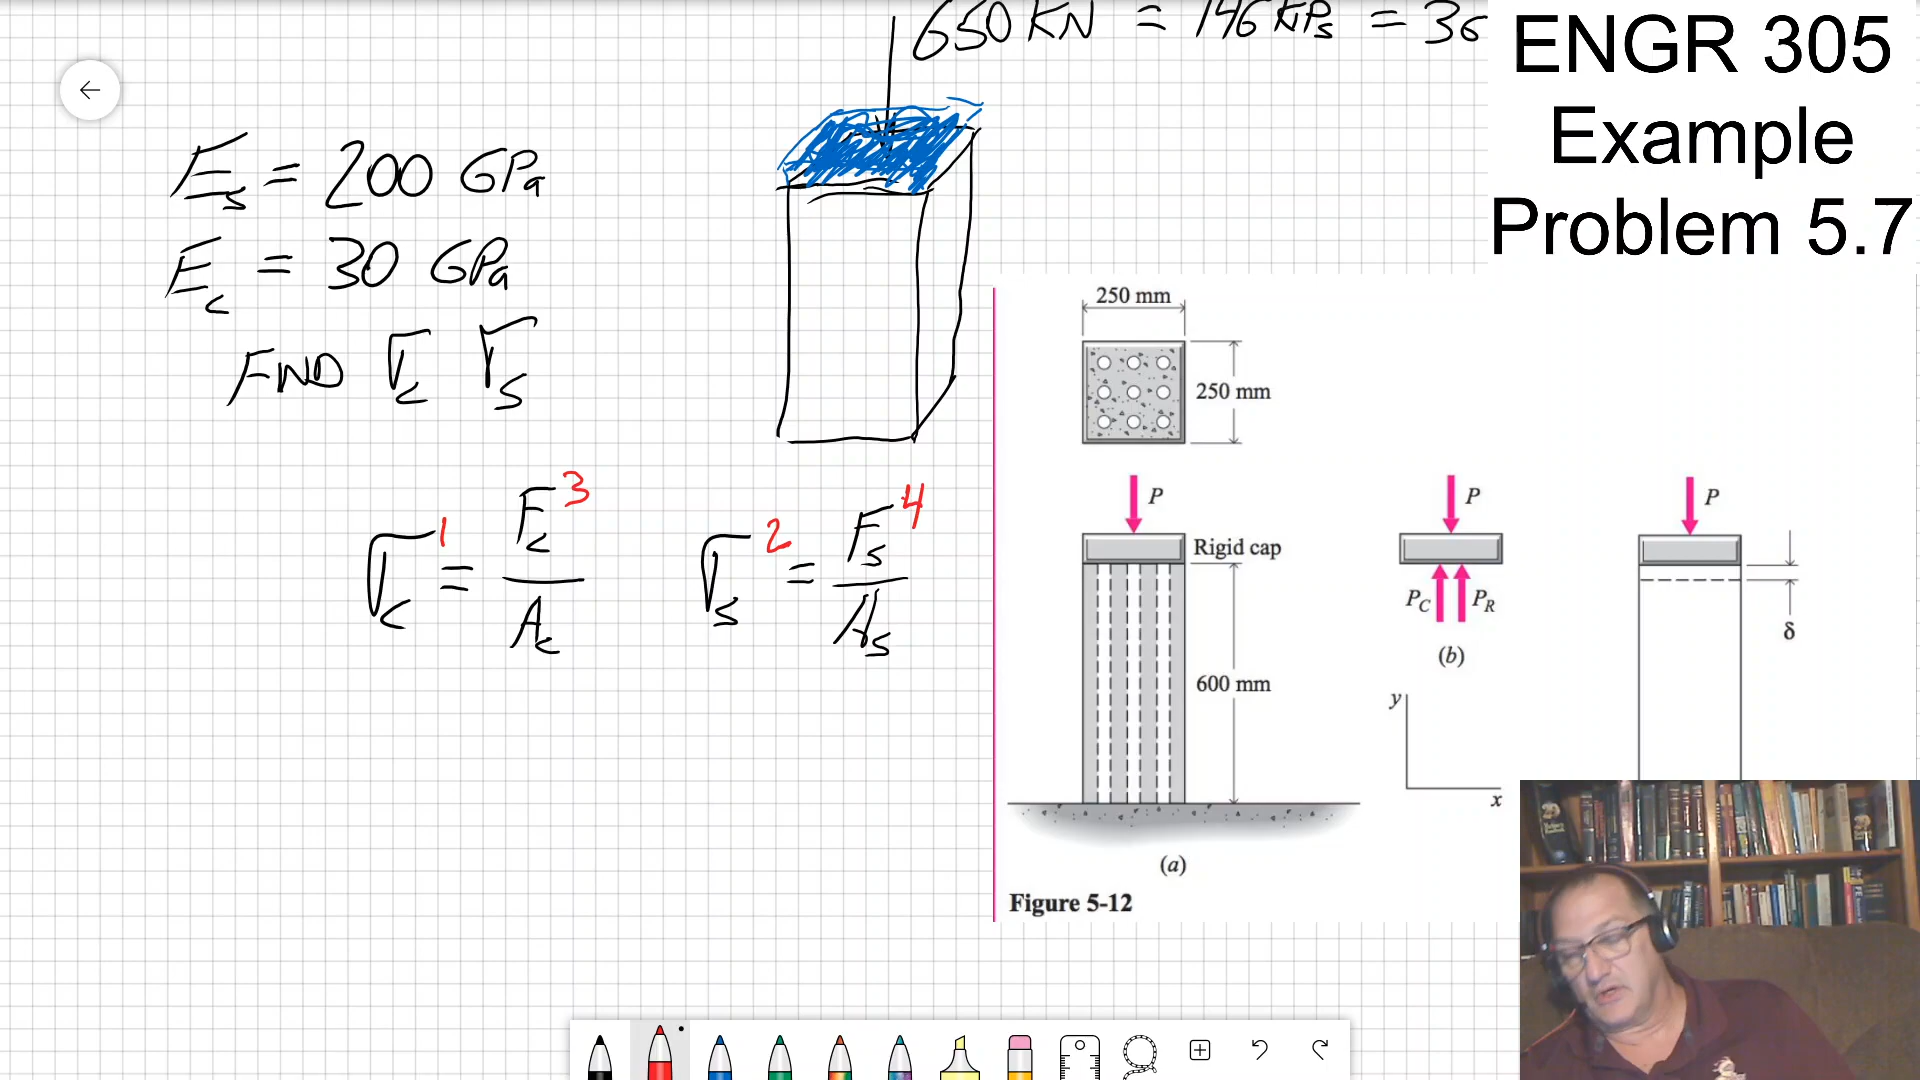 650 KN = 146 KIPs = 36
ENGR 305
Example
Problem 5.7
Es = 200 GPa
Ec = 30 GPa
FIND σc σs
σc 1 = Fc 3 / Ac
σs 2 = Fs 4 / As
250 mm
250 mm
P
P
P
Rigid cap
PC PR
δ
(b)
600 mm
y
x
(a)
Figure 5-12